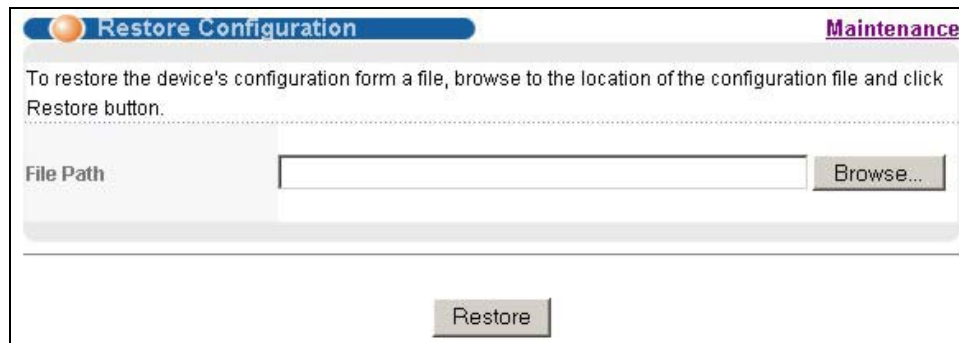 Restore Configuration
Maintenance
To restore the device's configuration form a file, browse to the location of the configuration file and click
Restore button.
File Path
Browse...
Restore